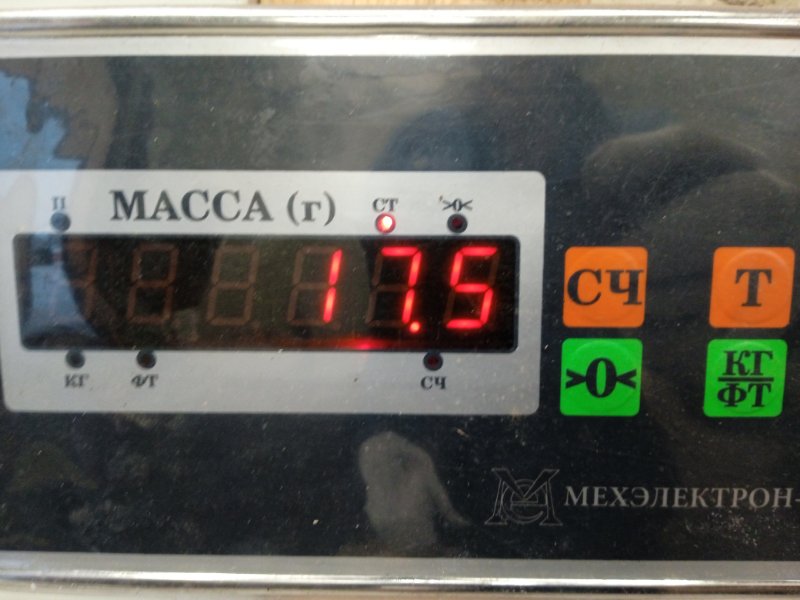 П МАССА (г) СТ >0<
17.5
КГ ФТ СЧ
СЧ Т
>0< КГ
ФТ
МЕХЭЛЕКТРОН-